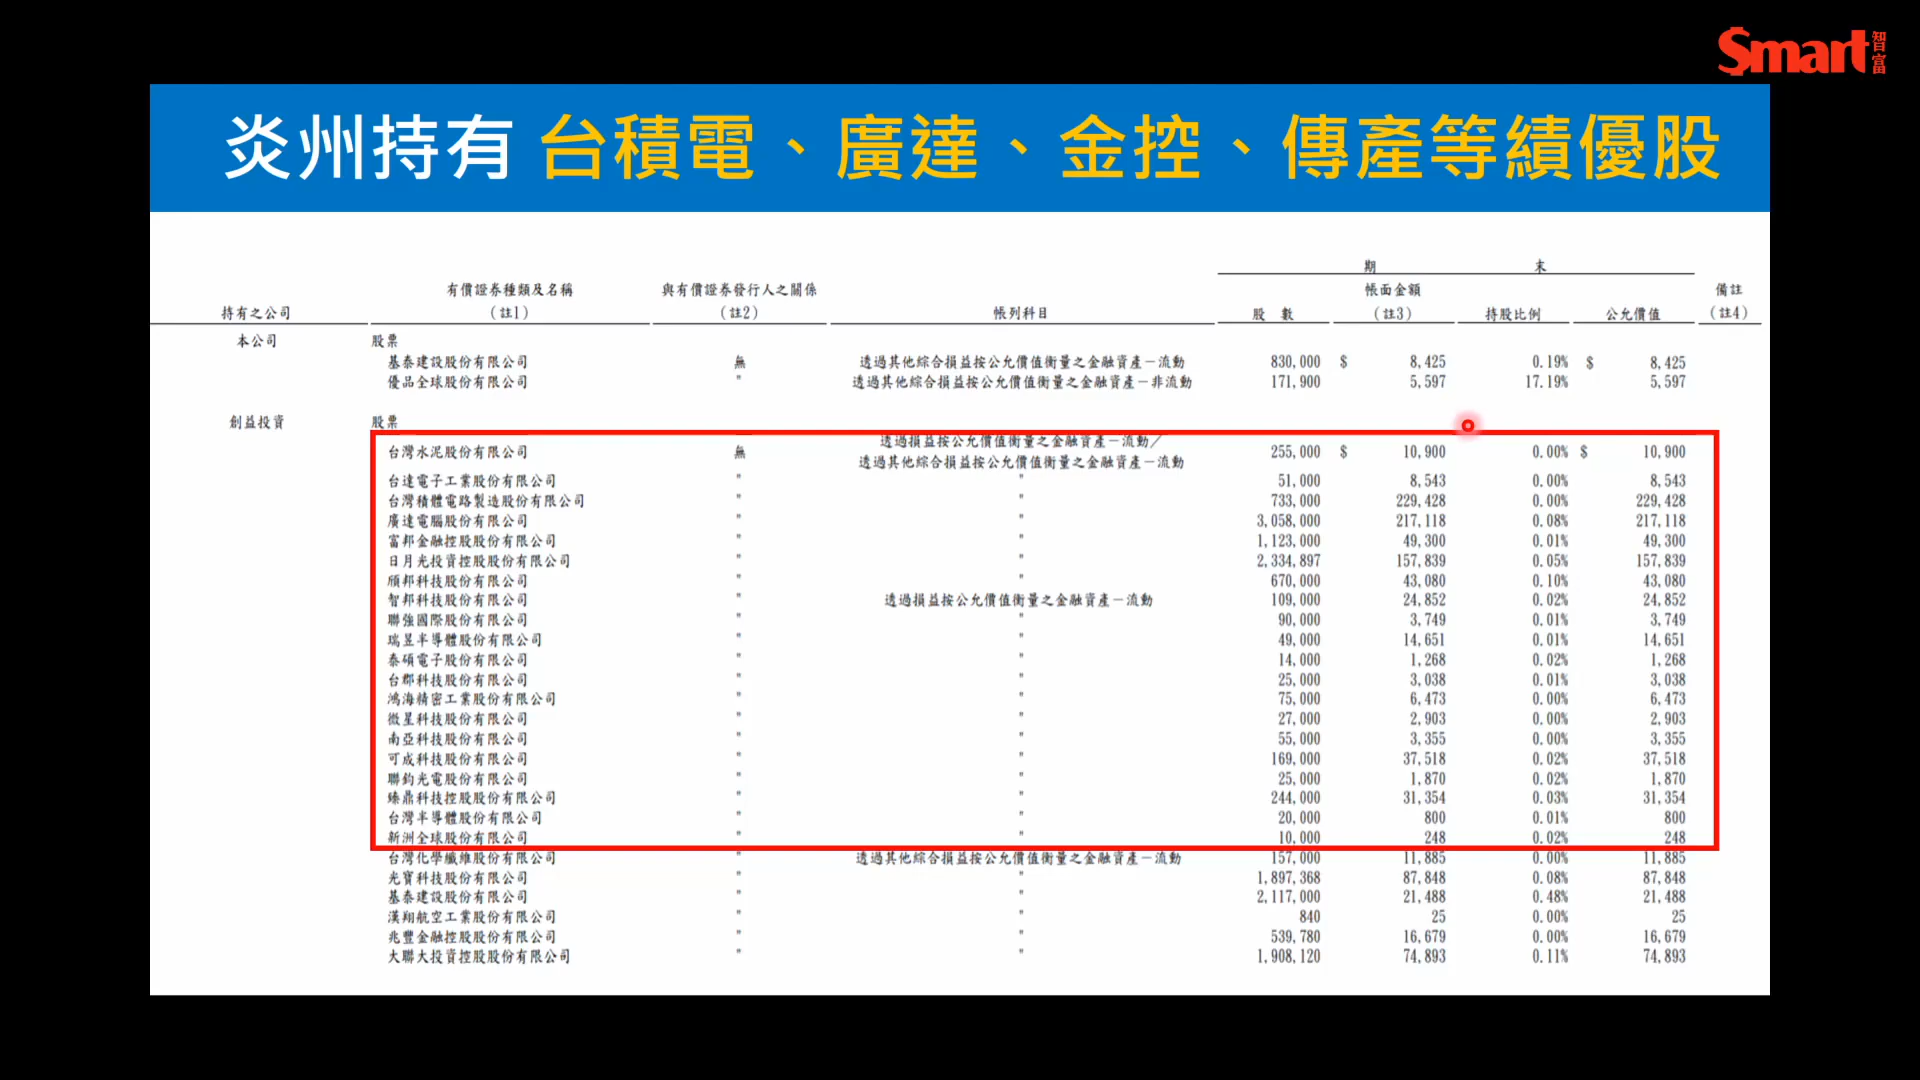 Smart 智富
炎州持有 台積電、廣達、金控、傳產等績優股
期 末
有價證券種類及名稱 與有價證券發行人之關係 帳面金額 備註
持有之公司 (註1) (註2) 帳列科目 股 數 (註3) 持股比例 公允價值 (註4)
本公司 股票
基泰建設股份有限公司 無 透過其他綜合損益按公允價值衡量之金融資產－流動 830,000 $ 8,425 0.19% $ 8,425
優品全球股份有限公司 " 透過其他綜合損益按公允價值衡量之金融資產－非流動 171,900 5,597 17.19% 5,597
創益投資 股票
透過損益按公允價值衡量之金融資產－流動／
台灣水泥股份有限公司 無 透過其他綜合損益按公允價值衡量之金融資產－流動 255,000 $ 10,900 0.00% $ 10,900
台達電子工業股份有限公司 " " 51,000 8,543 0.00% 8,543
台灣積體電路製造股份有限公司 " " 733,000 229,428 0.00% 229,428
廣達電腦股份有限公司 " " 3,058,000 217,118 0.08% 217,118
富邦金融控股股份有限公司 " " 1,123,000 49,300 0.01% 49,300
日月光投資控股股份有限公司 " " 2,334,897 157,839 0.05% 157,839
頎邦科技股份有限公司 " " 670,000 43,080 0.10% 43,080
智邦科技股份有限公司 " 透過損益按公允價值衡量之金融資產－流動 109,000 24,852 0.02% 24,852
聯強國際股份有限公司 " " 90,000 3,749 0.01% 3,749
瑞昱半導體股份有限公司 " " 49,000 14,651 0.01% 14,651
泰碩電子股份有限公司 " " 14,000 1,268 0.02% 1,268
台郡科技股份有限公司 " " 25,000 3,038 0.01% 3,038
鴻海精密工業股份有限公司 " " 75,000 6,473 0.00% 6,473
微星科技股份有限公司 " " 27,000 2,903 0.00% 2,903
南亞科技股份有限公司 " " 55,000 3,355 0.00% 3,355
可成科技股份有限公司 " " 169,000 37,518 0.02% 37,518
聯鈞光電股份有限公司 " " 25,000 1,870 0.02% 1,870
臻鼎科技控股股份有限公司 " " 244,000 31,354 0.03% 31,354
台灣半導體股份有限公司 " " 20,000 800 0.01% 800
新洲全球股份有限公司 " " 10,000 248 0.02% 248
台灣化學纖維股份有限公司 " 透過其他綜合損益按公允價值衡量之金融資產－流動 157,000 11,885 0.00% 11,885
光寶科技股份有限公司 " " 1,897,368 87,848 0.08% 87,848
基泰建設股份有限公司 " " 2,117,000 21,488 0.48% 21,488
漢翔航空工業股份有限公司 " " 840 25 0.00% 25
兆豐金融控股股份有限公司 " " 539,780 16,679 0.00% 16,679
大聯大投資控股股份有限公司 " " 1,908,120 74,893 0.11% 74,893